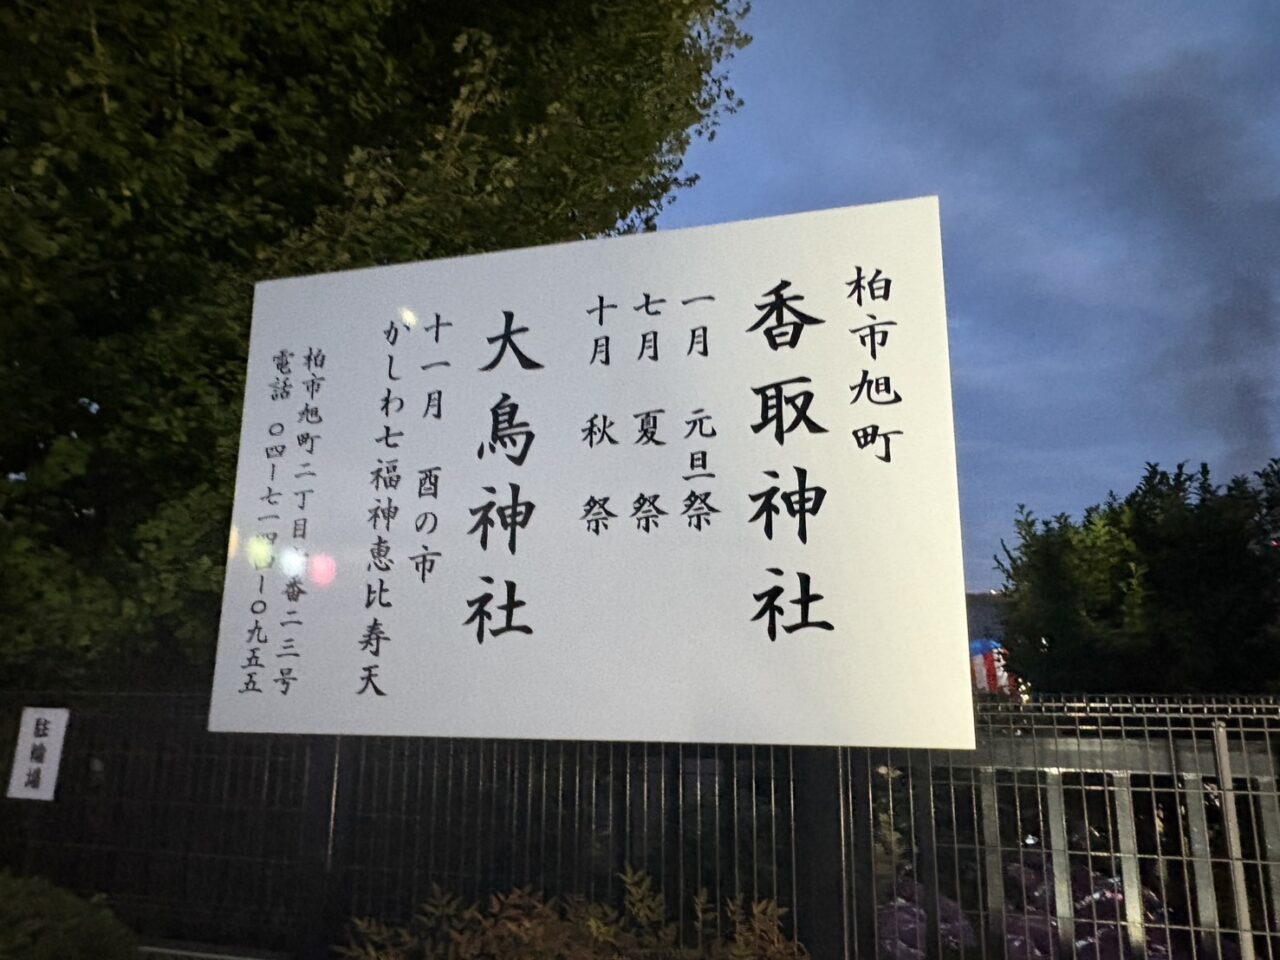 柏市旭町
香取神社
一月 元旦祭
七月 夏祭
十月 秋祭
大鳥神社
十一月 酉の市
かしわ七福神恵比寿天
柏市旭町二丁目 番二三号
電話 〇四ー七一四四ー〇九五五
駐輪場